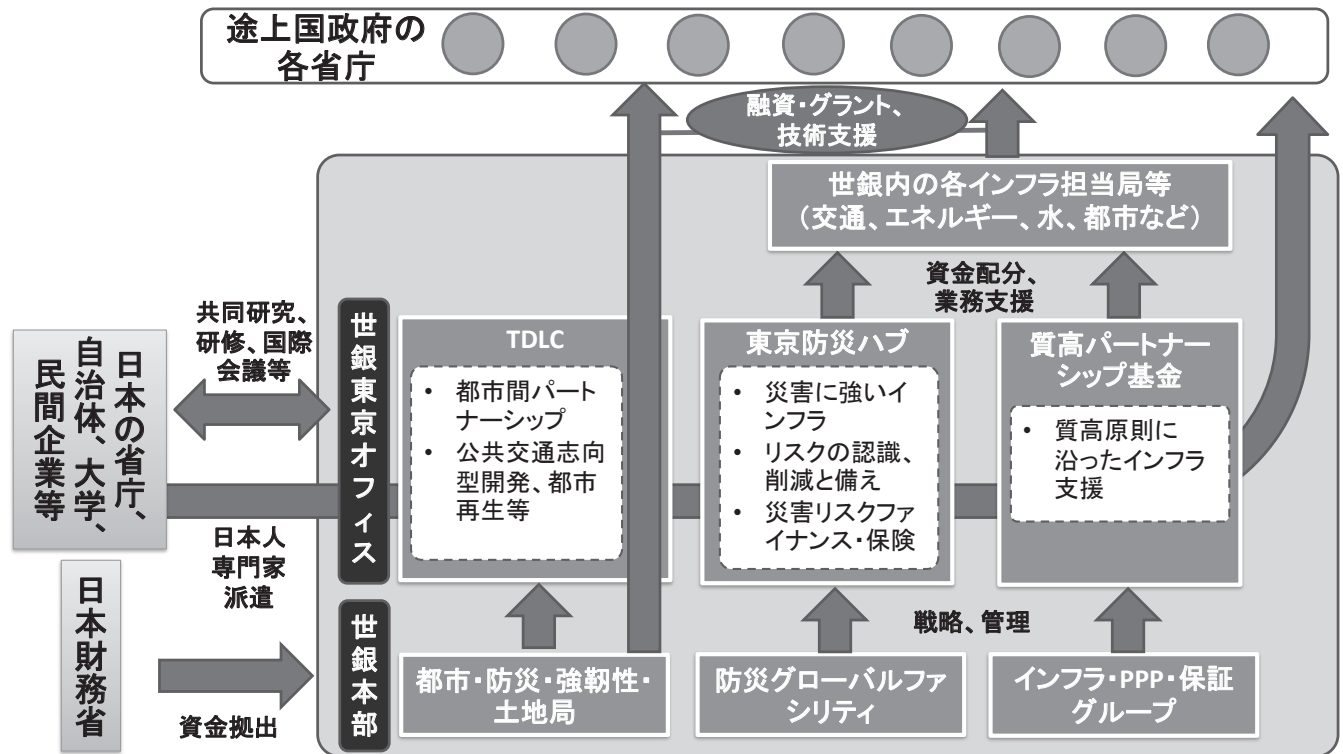 途上国政府の
各省庁
融資・グラント、
技術支援
世銀内の各インフラ担当局等
（交通、エネルギー、水、都市など）
資金配分、
業務支援
共同研究、
研修、国際
会議等
日本の省庁、
自治体、大学、
民間企業等
世銀東京オフィス
TDLC
• 都市間パート
ナーシップ
• 公共交通志向
型開発、都市
再生等
東京防災ハブ
• 災害に強いイ
ンフラ
• リスクの認識、
削減と備え
• 災害リスクファ
イナンス・保険
質高パートナー
シップ基金
• 質高原則に
沿ったインフラ
支援
日本人
専門家
派遣
戦略、管理
日本財務省
資金拠出
世銀本部
都市・防災・強靭性・
土地局
防災グローバルファ
シリティ
インフラ・PPP・保証
グループ